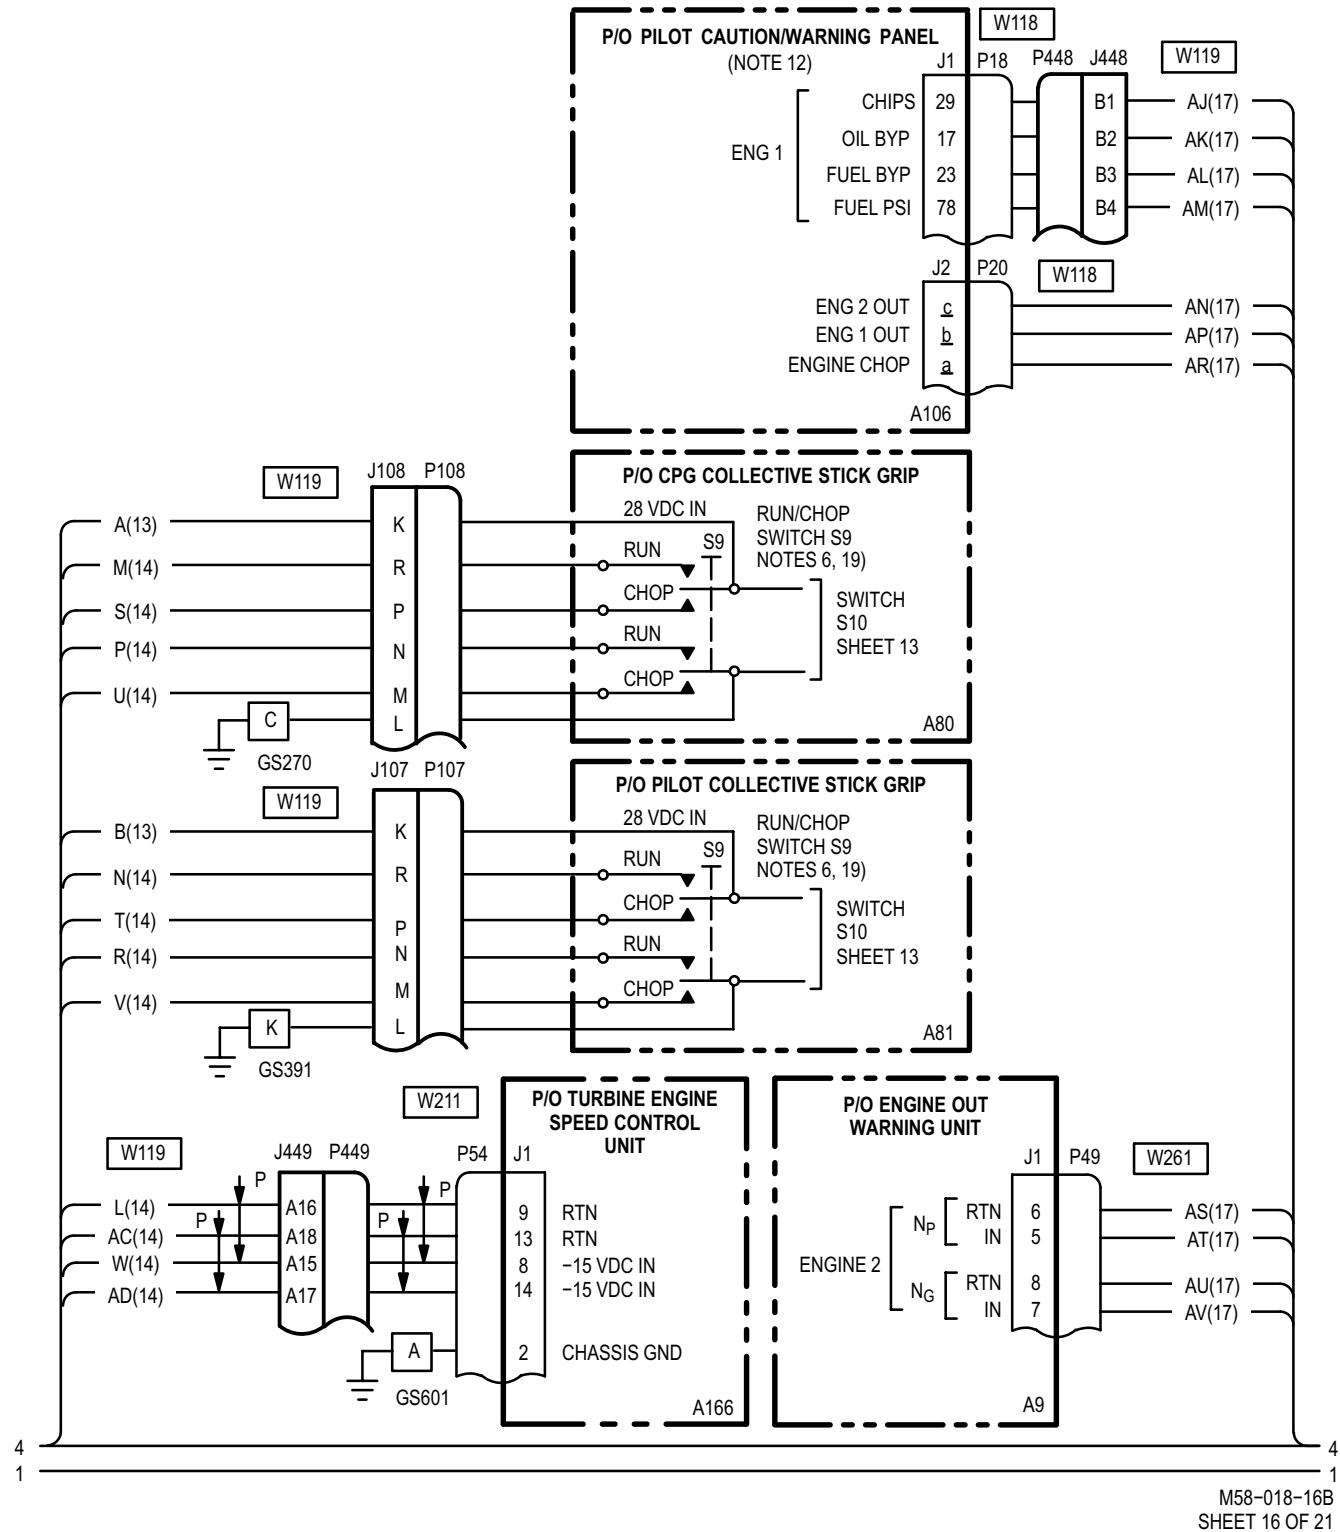 P/O PILOT CAUTION/WARNING PANEL
(NOTE 12)
W118
J1 P18 P448 J448 W119
ENG 1
CHIPS 29 B1 AJ(17)
OIL BYP 17 B2 AK(17)
FUEL BYP 23 B3 AL(17)
FUEL PSI 78 B4 AM(17)
J2 P20 W118
ENG 2 OUT c AN(17)
ENG 1 OUT b AP(17)
ENGINE CHOP a AR(17)
A106
W119 J108 P108
P/O CPG COLLECTIVE STICK GRIP
28 VDC IN
A(13) K
M(14) R RUN
S(14) P CHOP
P(14) N RUN
U(14) M CHOP
C L
GS270
S9
RUN/CHOP
SWITCH S9
NOTES 6, 19)
SWITCH
S10
SHEET 13
A80
W119 J107 P107
P/O PILOT COLLECTIVE STICK GRIP
28 VDC IN
B(13) K
N(14) R RUN
T(14) P CHOP
R(14) N RUN
V(14) M CHOP
K L
GS391
S9
RUN/CHOP
SWITCH S9
NOTES 6, 19)
SWITCH
S10
SHEET 13
A81
W211
P/O TURBINE ENGINE
SPEED CONTROL
UNIT
W119 J449 P449 P54 J1
P P
L(14) A16 9 RTN
P P
AC(14) A18 13 RTN
W(14) A15 8 −15 VDC IN
AD(14) A17 14 −15 VDC IN
A 2 CHASSIS GND
GS601
A166
P/O ENGINE OUT
WARNING UNIT
J1 P49 W261
ENGINE 2
NP RTN 6 AS(17)
IN 5 AT(17)
NG RTN 8 AU(17)
IN 7 AV(17)
A9
4 4
1 1
M58−018−16B
SHEET 16 OF 21